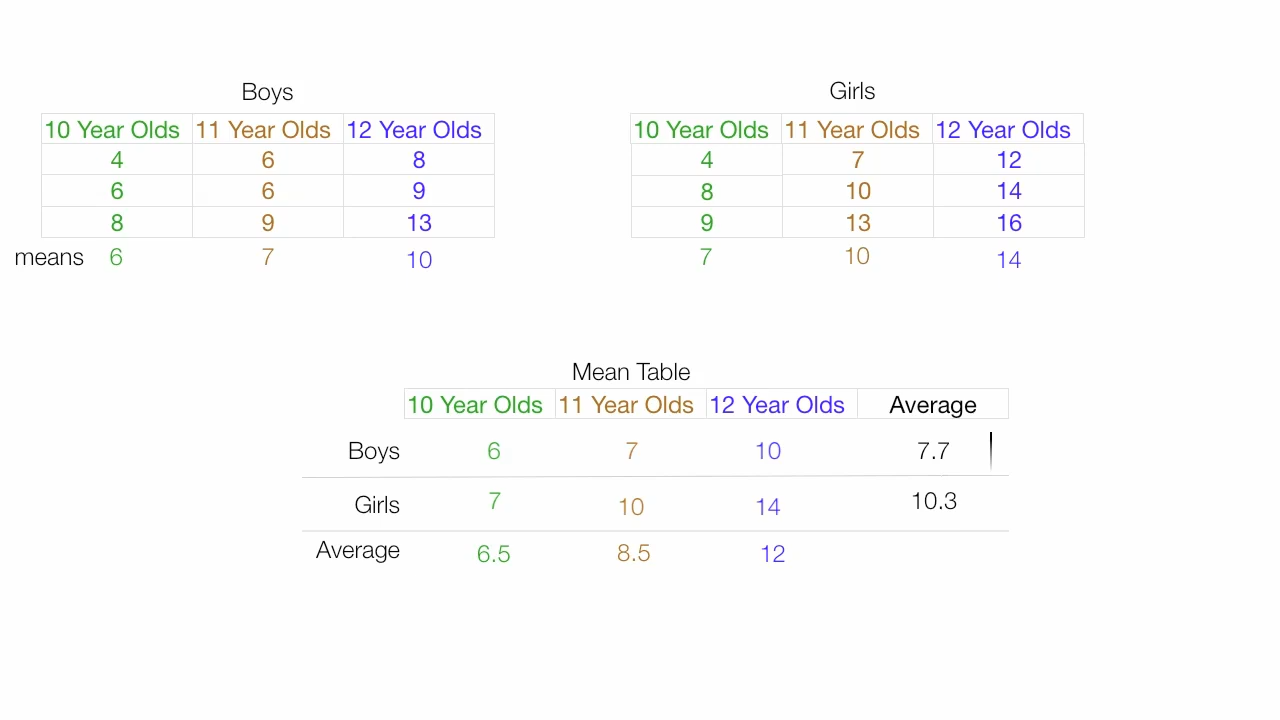 Boys Girls
10 Year Olds 11 Year Olds 12 Year Olds 10 Year Olds 11 Year Olds 12 Year Olds
4 6 8 4 7 12
6 6 9 8 10 14
8 9 13 9 13 16
means 6 7 10 7 10 14
Mean Table
10 Year Olds 11 Year Olds 12 Year Olds Average
Boys 6 7 10 7.7
Girls 7 10 14 10.3
Average 6.5 8.5 12